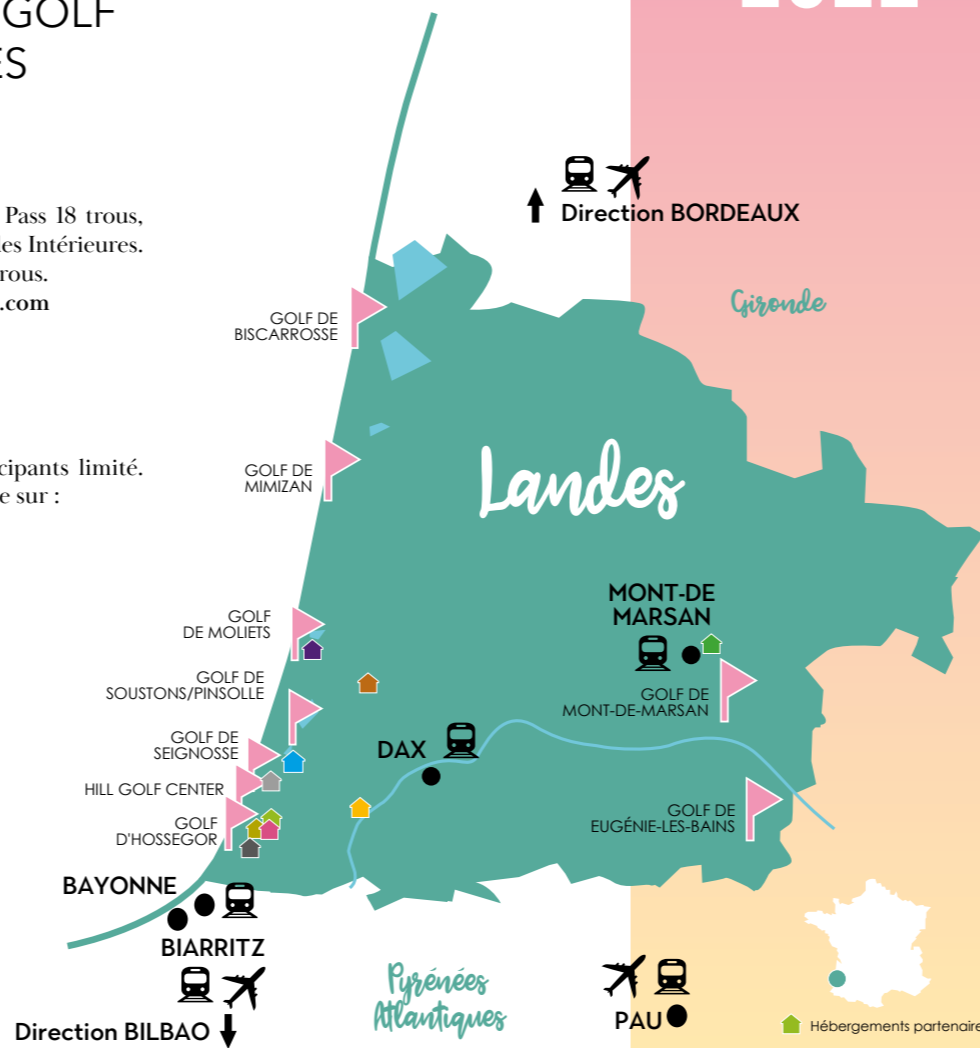 GOLF
ES
2022
Pass 18 trous,
les Intérieures.
rous.
.com
cipants limité.
e sur :
Direction BORDEAUX
Gironde
GOLF DE
BISCARROSSE
GOLF DE
MIMIZAN
Landes
GOLF
DE MOLIETS
MONT-DE
MARSAN
GOLF DE
SOUSTONS/PINSOLLE
GOLF DE
MONT-DE-MARSAN
GOLF DE
SEIGNOSSE
DAX
HILL GOLF CENTER
GOLF
D'HOSSEGOR
GOLF DE
EUGÉNIE-LES-BAINS
BAYONNE
BIARRITZ
Pyrénées
Atlantiques
PAU
Direction BILBAO
Hébergements partenaire